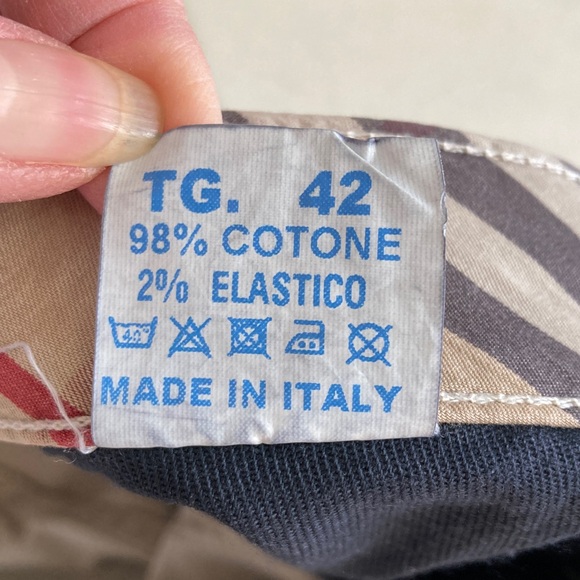 TG. 42
98% COTONE
2% ELASTICO
MADE IN ITALY